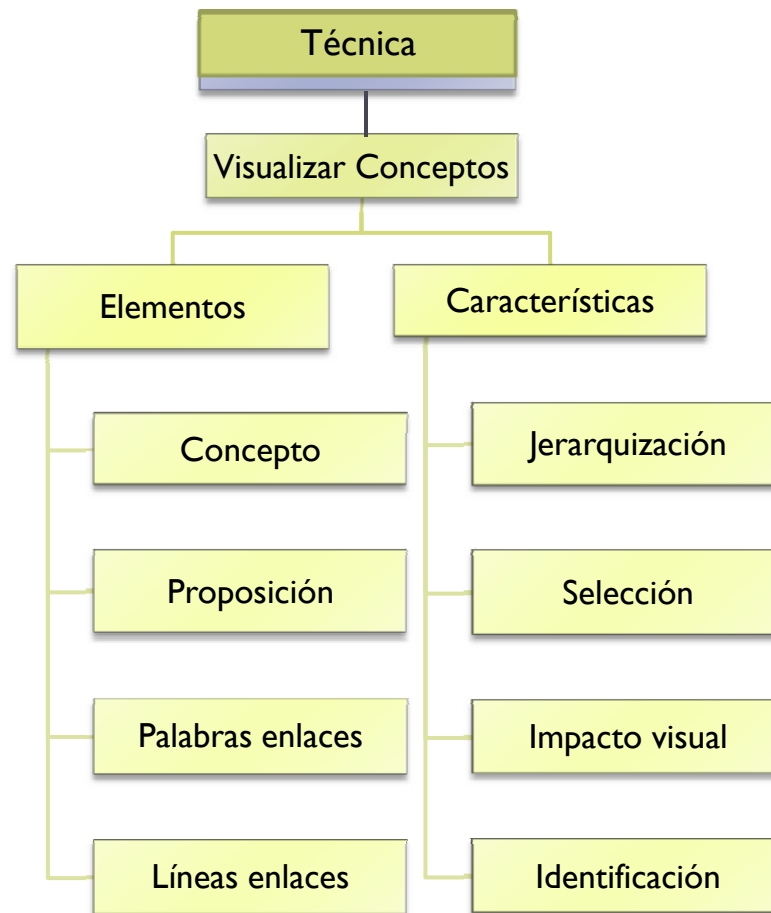 Técnica
Visualizar Conceptos
Elementos
Concepto
Proposición
Palabras enlaces
Líneas enlaces
Características
Jerarquización
Selección
Impacto visual
Identificación